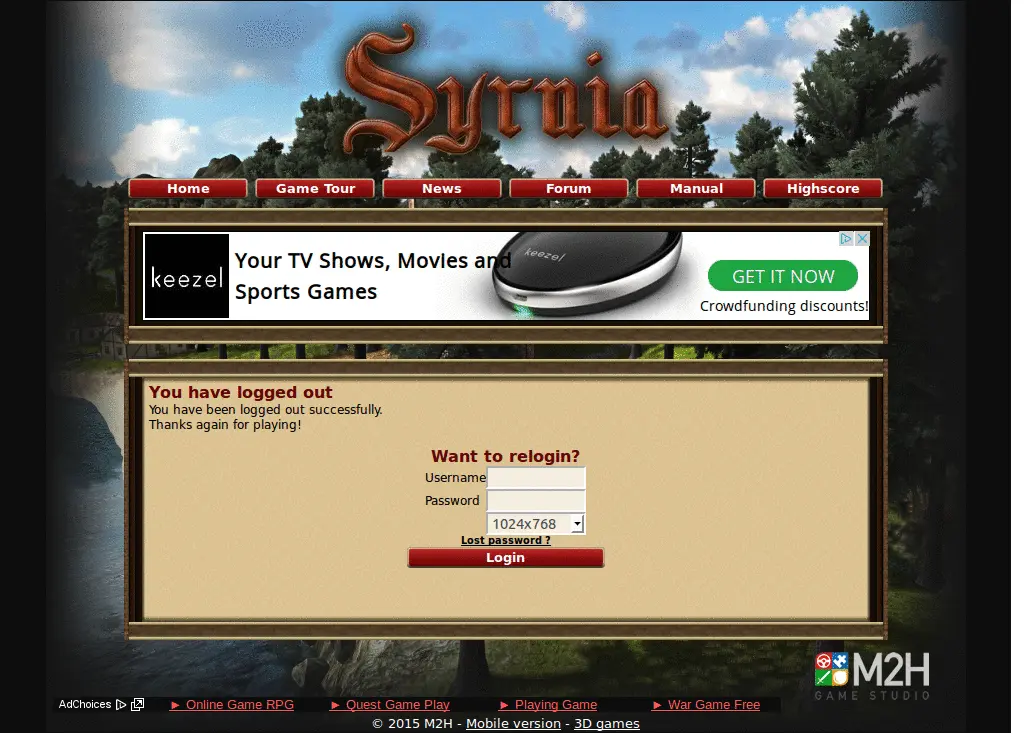 Syrnia
Home Game Tour News Forum Manual Highscore
keezel
Your TV Shows, Movies and
Sports Games
keezel
GET IT NOW
Crowdfunding discounts!
You have logged out
You have been logged out successfully.
Thanks again for playing!
Want to relogin?
Username
Password
1024x768
Lost password ?
Login
M2H
GAME STUDIO
AdChoices ► Online Game RPG ► Quest Game Play ► Playing Game ► War Game Free
© 2015 M2H - Mobile version - 3D games